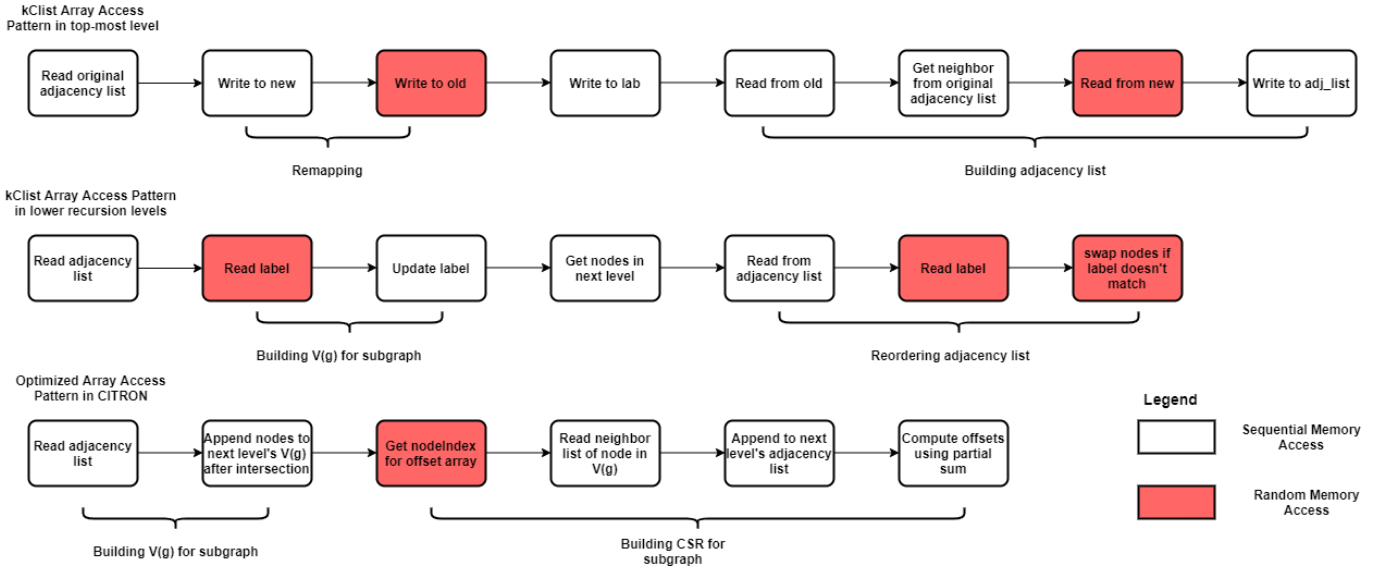 kClist Array Access
Pattern in top-most level
Read original
adjacency list
Write to new
Write to old
Write to lab
Read from old
Get neighbor
from original
adjacency list
Read from new
Write to adj_list
Remapping
Building adjacency list
kClist Array Access Pattern
in lower recursion levels
Read adjacency
list
Read label
Update label
Get nodes in
next level
Read from
adjacency list
Read label
swap nodes if
label doesn't
match
Building V(g) for subgraph
Reordering adjacency list
Optimized Array Access
Pattern in CITRON
Read adjacency
list
Append nodes to
next level's V(g)
after intersection
Get nodeIndex
for offset array
Read neighbor
list of node in
V(g)
Append to next
level's adjacency
list
Compute offsets
using partial
sum
Building V(g) for subgraph
Building CSR for
subgraph
Legend
Sequential Memory
Access
Random Memory
Access